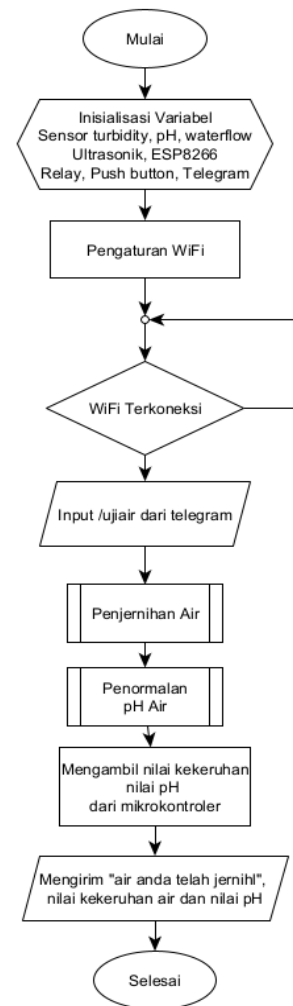 Mulai
Inisialisasi Variabel
Sensor turbidity, pH, waterflow
Ultrasonik, ESP8266
Relay, Push button, Telegram
Pengaturan WiFi
WiFi Terkoneksi
Input /ujiair dari telegram
Penjernihan Air
Penormalan
pH Air
Mengambil nilai kekeruhan
nilai pH
dari mikrokontroler
Mengirim "air anda telah jernihl",
nilai kekeruhan air dan nilai pH
Selesai